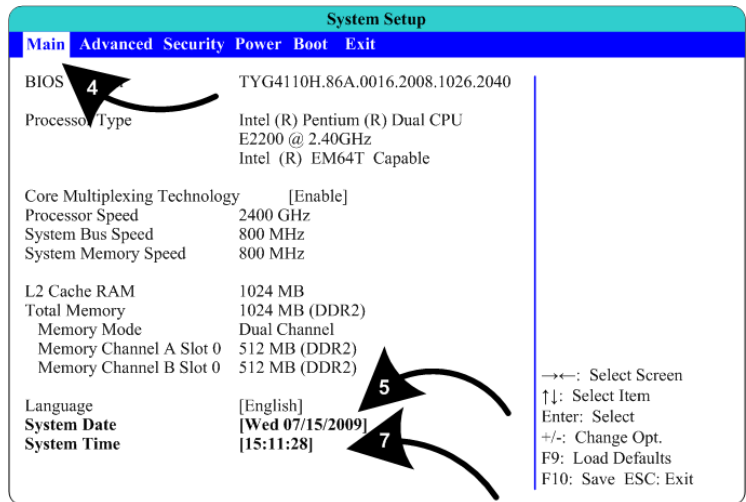 System Setup
Main Advanced Security Power Boot Exit
BIOS TYG4110H.86A.0016.2008.1026.2040
4
Processor Type Intel (R) Pentium (R) Dual CPU
E2200 @ 2.40GHz
Intel (R) EM64T Capable
Core Multiplexing Technology [Enable]
Processor Speed 2400 GHz
System Bus Speed 800 MHz
System Memory Speed 800 MHz
L2 Cache RAM 1024 MB
Total Memory 1024 MB (DDR2)
Memory Mode Dual Channel
Memory Channel A Slot 0 512 MB (DDR2)
Memory Channel B Slot 0 512 MB (DDR2)
5
Language [English]
System Date [Wed 07/15/2009]
System Time [15:11:28]
7
→←: Select Screen
↑↓: Select Item
Enter: Select
+/-: Change Opt.
F9: Load Defaults
F10: Save ESC: Exit